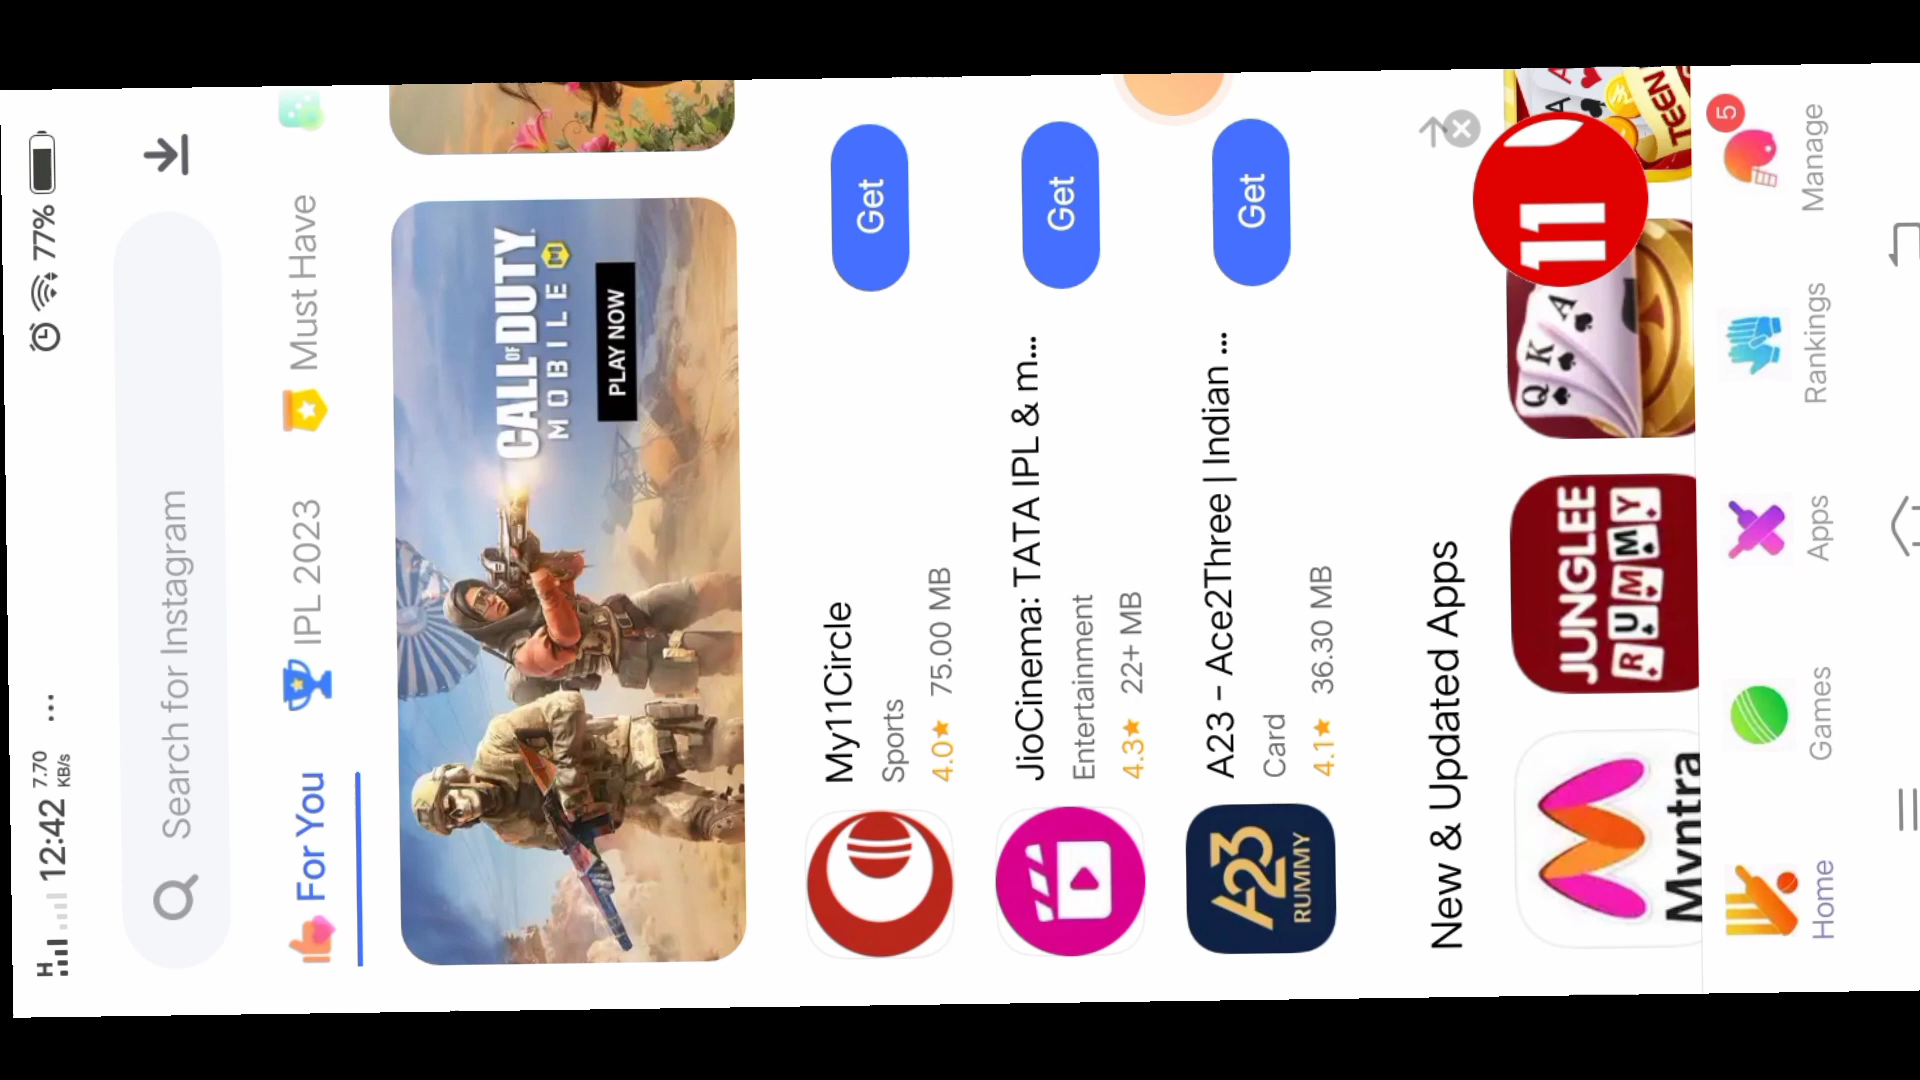 H 12:42 7.70 KB/s ... 77%
Search for Instagram
For You IPL 2023 Must Have
CALL OF DUTY
MOBILE
PLAY NOW
My11Circle
Sports
4.0★ 75.00 MB
Get
JioCinema: TATA IPL & m...
Entertainment
4.3★ 22+ MB
Get
A23
RUMMY
A23 - Ace2Three | Indian ...
Card
4.1★ 36.30 MB
Get
New & Updated Apps
Myntra
JUNGLEE
RUMMY
Q K A
11
A A
TEEN
5
Home Games Apps Rankings Manage